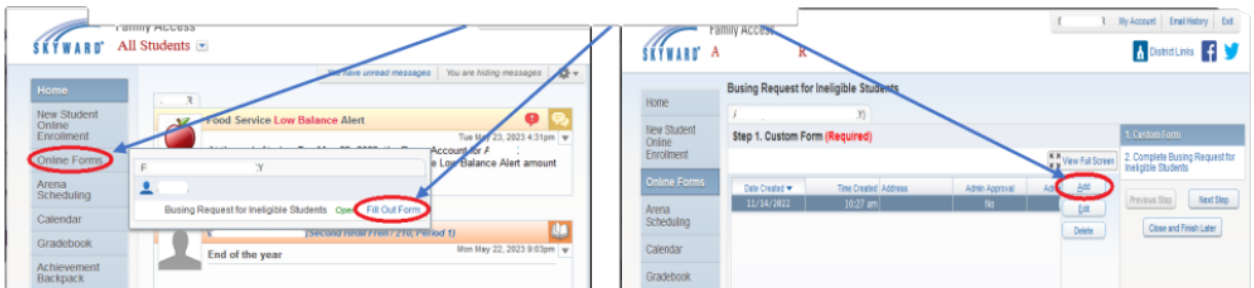 Family Access
SKYWARD®
All Students
You have unread messages
You are hiding messages
Home
New Student
Online
Enrollment
Online Forms
Arena
Scheduling
Calendar
Gradebook
Achievement
Backpack
R
Food Service Low Balance Alert
Tue May 23, 2023 4:31pm
Account for A
e Low Balance Alert amount
F Y
Busing Request for Ineligible Students Open Fill Out Form
End of the year
Mon May 22, 2023 9:03pm
Family Access
SKYWARD®
A R
My Account
Email History
Exit
District Links
Home
New Student
Online
Enrollment
Online Forms
Arena
Scheduling
Calendar
Gradebook
Busing Request for Ineligible Students
Step 1. Custom Form (Required)
View Full Screen
Date Created Time Created Address Admin Approval
11/14/2022 10:27 am No
Add
Edit
Delete
1. Custom Form
2. Complete Busing Request for
Ineligible Students
Previous Step
Next Step
Close and Finish Later